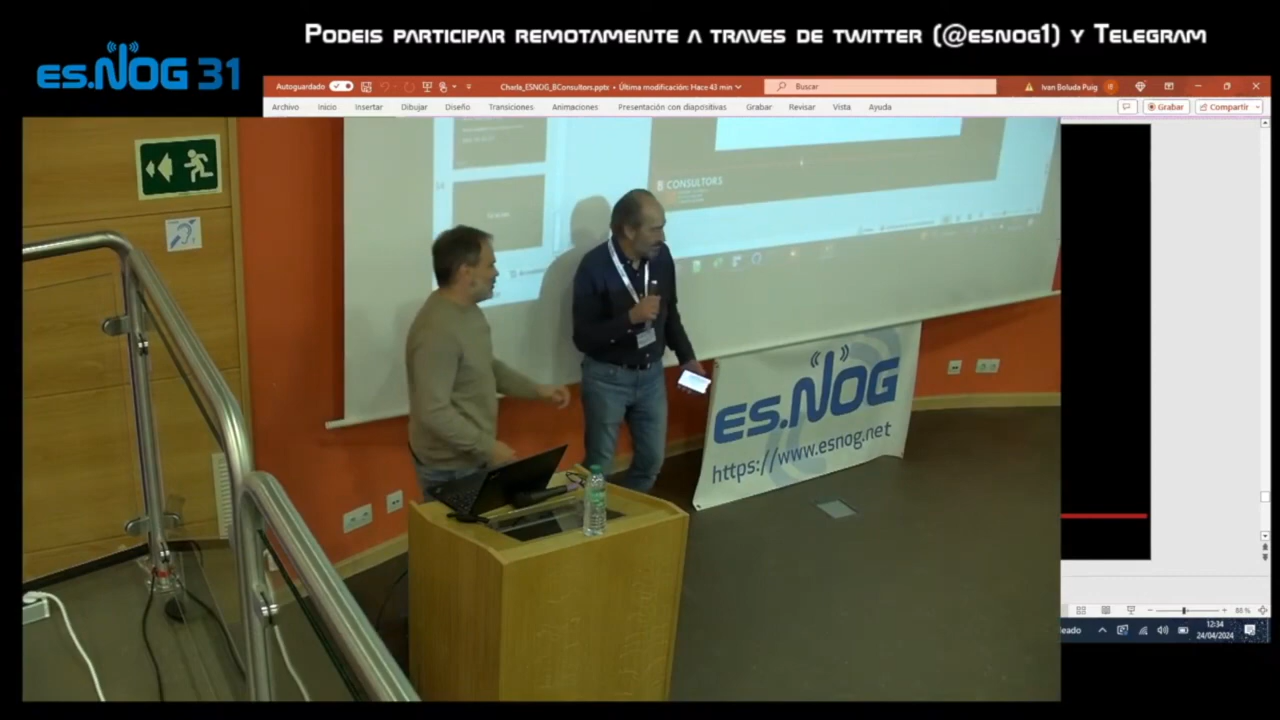 PODEIS PARTICIPAR REMOTAMENTE A TRAVES DE TWITTER (@ESNOG1) Y TELEGRAM
es.NOG 31
Autoguardado
Charla_ESNOG_BConsultors.pptx • Última modificación: Hace 43 min
Buscar
Ivan Boluda Puig
Archivo Inicio Insertar Dibujar Diseño Transiciones Animaciones Presentación con diapositivas Grabar Revisar Vista Ayuda
Grabar
Compartir
B CONSULTORS
es.NOG
https://www.esnog.net
88 %
eado
12:34
24/04/2024